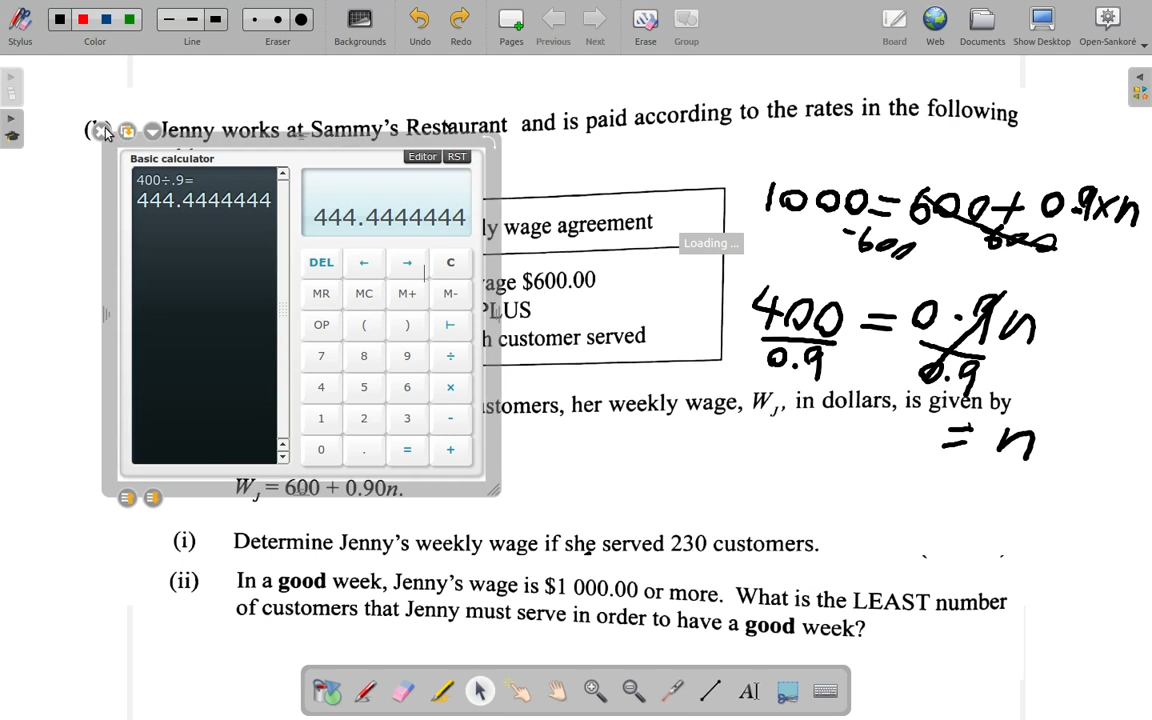 Stylus Color Line Eraser Backgrounds Undo Redo Pages Previous Next Erase Group Board Web Documents Show Desktop Open-Sankoré
Jenny works at Sammy's Restaurant and is paid according to the rates in the following
Basic calculator Editor RST
400÷.9=
444.4444444
444.4444444
DEL ← → C
MR MC M+ M-
OP ( ) ⊢
7 8 9 ÷
4 5 6 ×
1 2 3 -
0 . = +
ly wage agreement
Loading ...
age $600.00
PLUS
h customer served
1000 = 600 + 0.9×n
-600 -600
400 = 0.9n
0.9 0.9
= n
stomers, her weekly wage, W_J, in dollars, is given by
W_J = 600 + 0.90n.
(i) Determine Jenny's weekly wage if she served 230 customers.
(ii) In a good week, Jenny's wage is $1 000.00 or more. What is the LEAST number
of customers that Jenny must serve in order to have a good week?